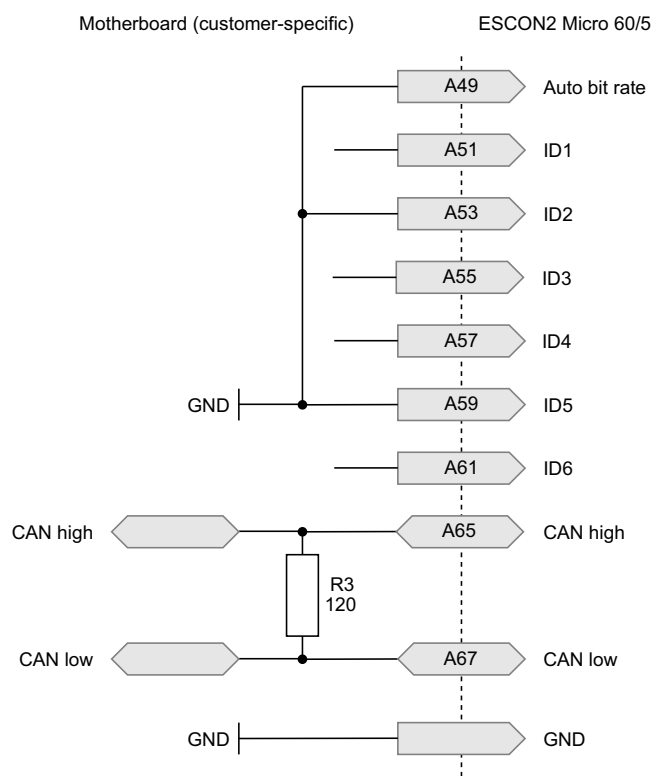 Motherboard (customer-specific) ESCON2 Micro 60/5
A49 Auto bit rate
A51 ID1
A53 ID2
A55 ID3
A57 ID4
GND A59 ID5
A61 ID6
CAN high A65 CAN high
R3
120
CAN low A67 CAN low
GND GND